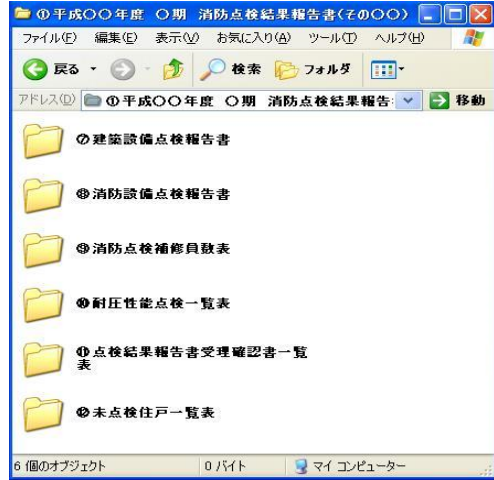 ①平成〇〇年度　〇期　消防点検結果報告書(その〇〇)
ファイル(F)　編集(E)　表示(V)　お気に入り(A)　ツール(T)　ヘルプ(H)
戻る　検索　フォルダ
アドレス(D)　①平成〇〇年度　〇期　消防点検結果報告:　移動
⑦建築設備点検報告書
⑧消防設備点検報告書
⑨消防点検補修員数表
⑩耐圧性能点検一覧表
⑪点検結果報告書受理確認書一覧
表
⑫未点検住戸一覧表
6 個のオブジェクト　0 バイト　マイ コンピューター